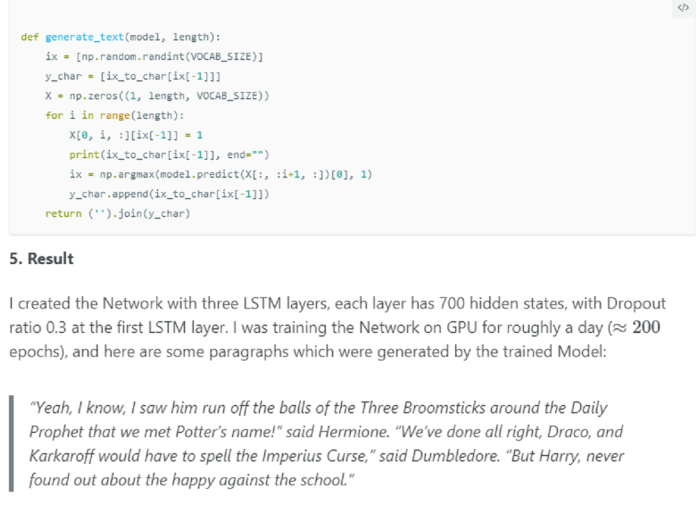 </>
def generate_text(model, length):
    ix = [np.random.randint(VOCAB_SIZE)]
    y_char = [ix_to_char[ix[-1]]]
    X = np.zeros((1, length, VOCAB_SIZE))
    for i in range(length):
        X[0, i, :][ix[-1]] = 1
        print(ix_to_char[ix[-1]], end="")
        ix = np.argmax(model.predict(X[:, :i+1, :])[0], 1)
        y_char.append(ix_to_char[ix[-1]])
    return ('').join(y_char)
5. Result
I created the Network with three LSTM layers, each layer has 700 hidden states, with Dropout
ratio 0.3 at the first LSTM layer. I was training the Network on GPU for roughly a day (≈ 200
epochs), and here are some paragraphs which were generated by the trained Model:
“Yeah, I know, I saw him run off the balls of the Three Broomsticks around the Daily
Prophet that we met Potter’s name!” said Hermione. “We’ve done all right, Draco, and
Karkaroff would have to spell the Imperius Curse,” said Dumbledore. “But Harry, never
found out about the happy against the school.”